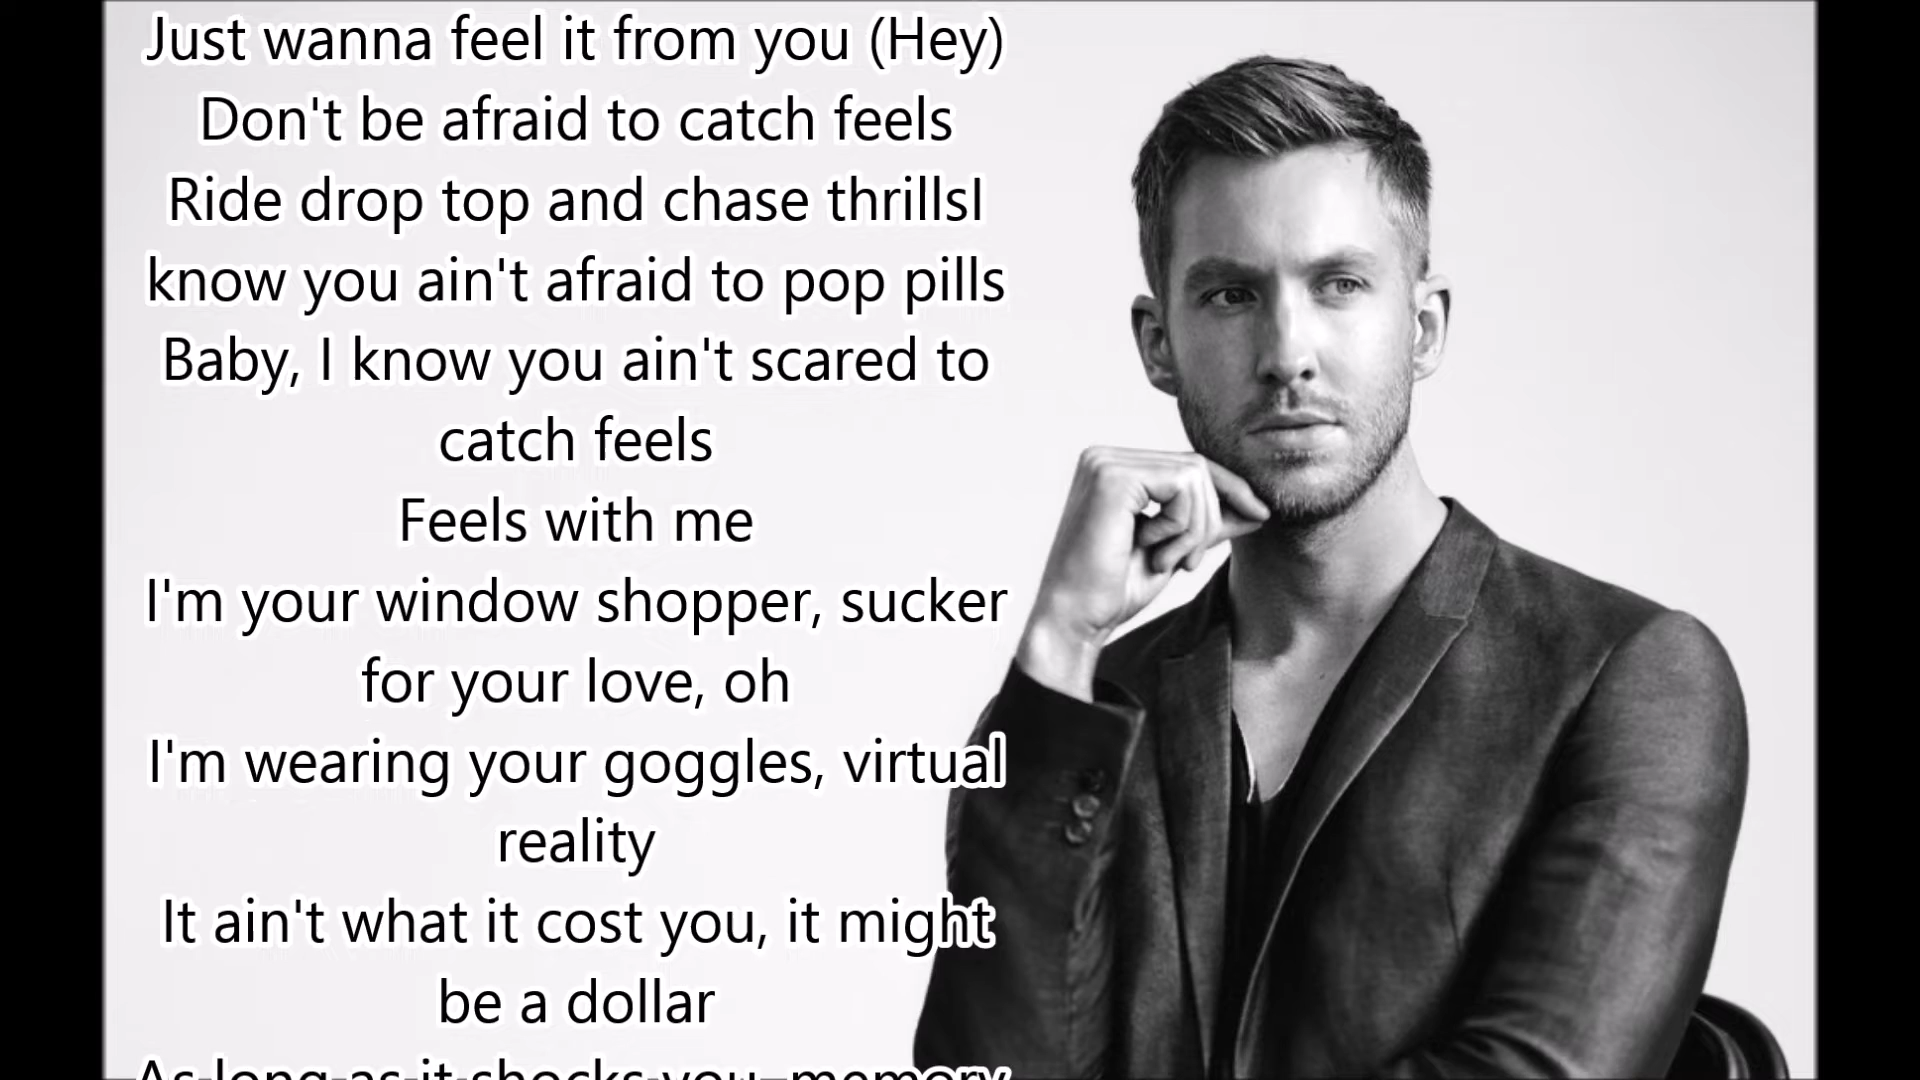 Just wanna feel it from you (Hey)
Don't be afraid to catch feels
Ride drop top and chase thrillsI
know you ain't afraid to pop pills
Baby, I know you ain't scared to
catch feels
Feels with me
I'm your window shopper, sucker
for your love, oh
I'm wearing your goggles, virtual
reality
It ain't what it cost you, it might
be a dollar
As long as it shocks you, memory